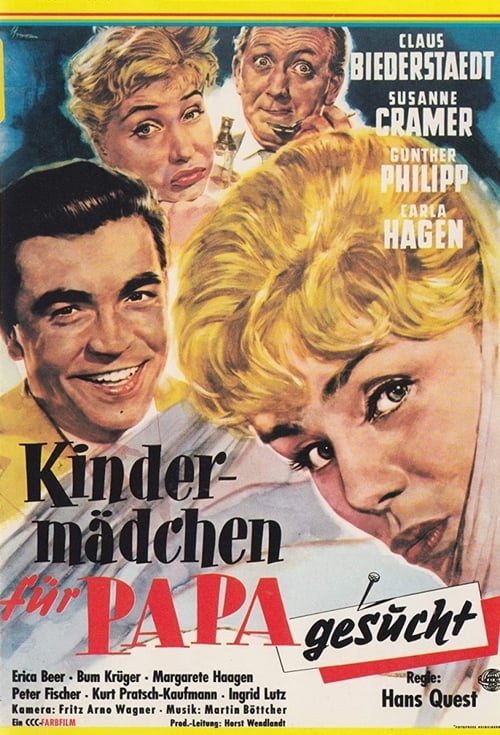 CLAUS
BIEDERSTAEDT
SUSANNE
CRAMER
GÜNTHER
PHILIPP
CARLA
HAGEN
Kinder-
mädchen
für PAPA gesucht
Erica Beer • Bum Krüger • Margarete Haagen
Peter Fischer • Kurt Pratsch-Kaufmann • Ingrid Lutz
Kamera: Fritz Arno Wagner • Musik: Martin Böttcher
Ein CCC-FARBFILM Prod.-Leitung: Horst Wendlandt
Regie:
Hans Quest